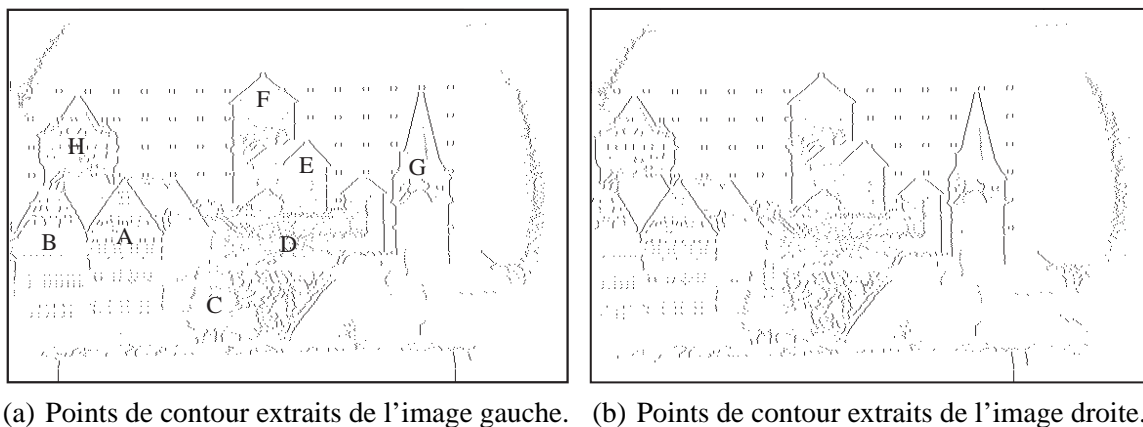 F
H
E
G
B
A
D
C
(a) Points de contour extraits de l’image gauche.
(b) Points de contour extraits de l’image droite.